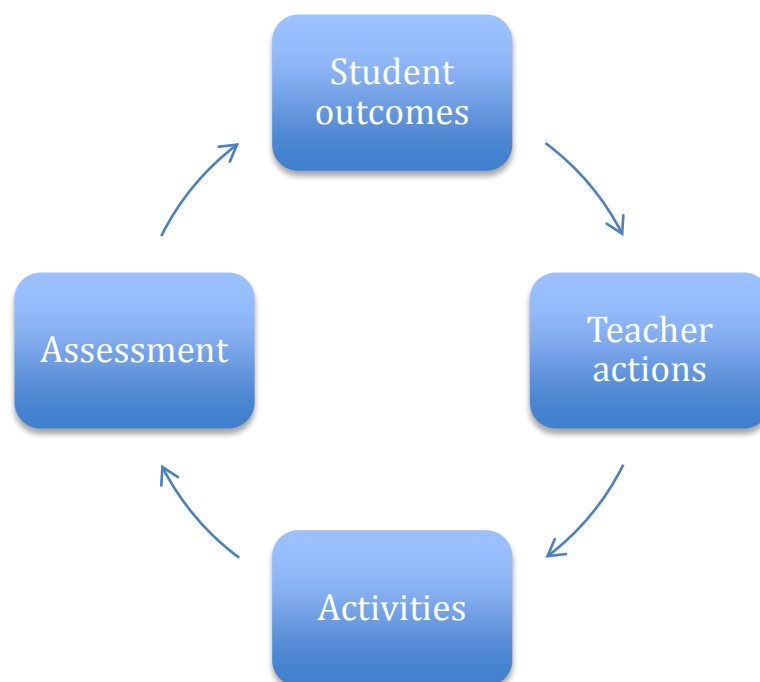 Student
outcomes
Teacher
actions
Activities
Assessment